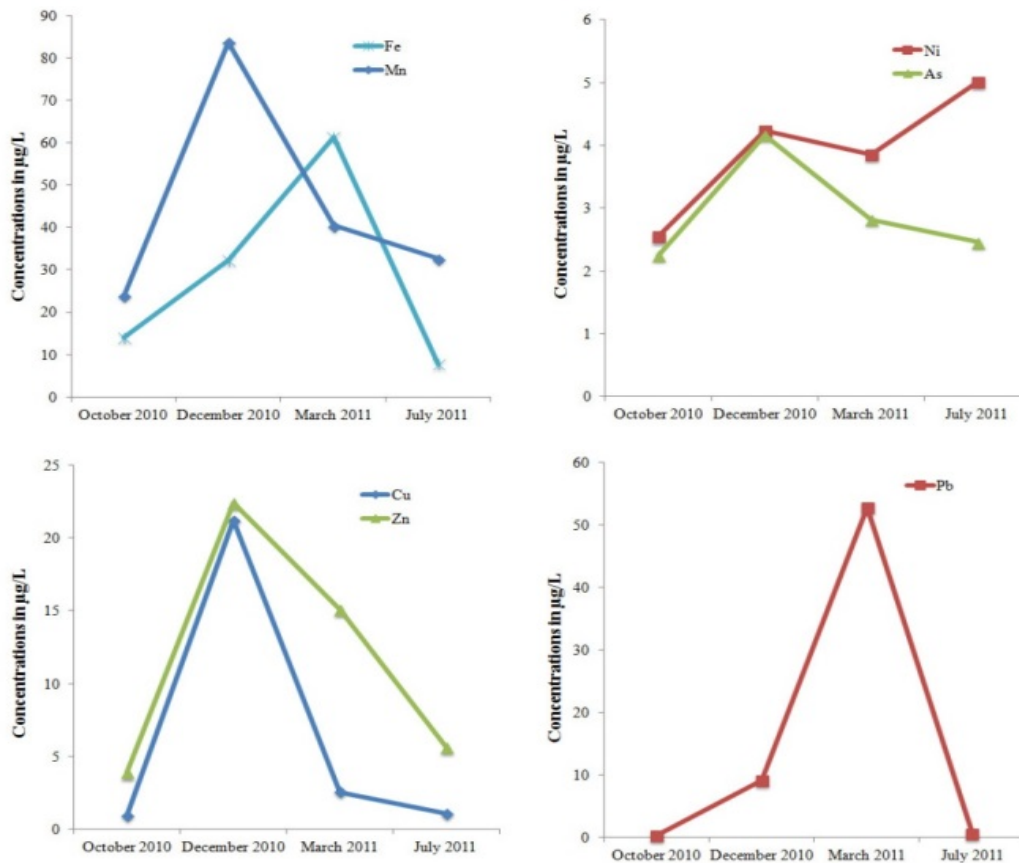 90
80
70
60
50
40
30
20
10
0
Concentrations in µg/L
Fe
Mn
October 2010 December 2010 March 2011 July 2011
6
5
4
3
2
1
0
Concentrations in µg/L
Ni
As
October 2010 December 2010 March 2011 July 2011
25
20
15
10
5
0
Concentrations in µg/L
Cu
Zn
October 2010 December 2010 March 2011 July 2011
60
50
40
30
20
10
0
Concentrations in µg/L
Pb
October 2010 December 2010 March 2011 July 2011